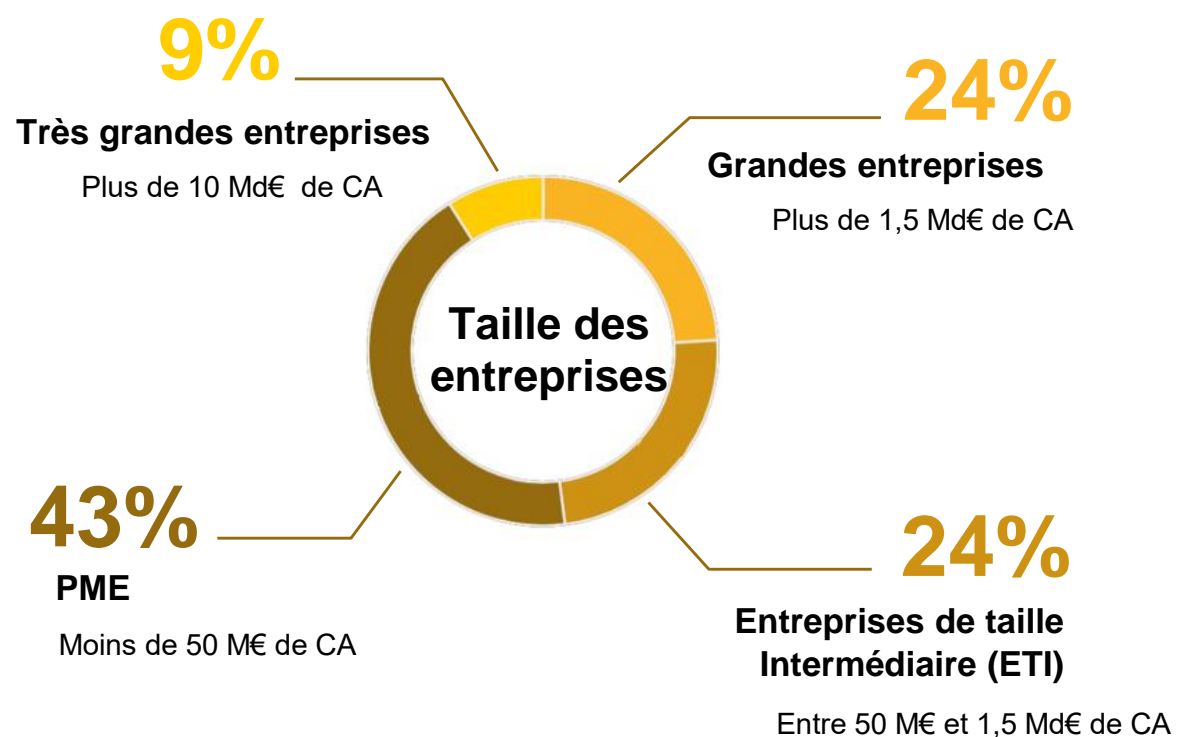 9%
Très grandes entreprises
Plus de 10 Md€ de CA
24%
Grandes entreprises
Plus de 1,5 Md€ de CA
Taille des
entreprises
43%
PME
Moins de 50 M€ de CA
24%
Entreprises de taille
Intermédiaire (ETI)
Entre 50 M€ et 1,5 Md€ de CA